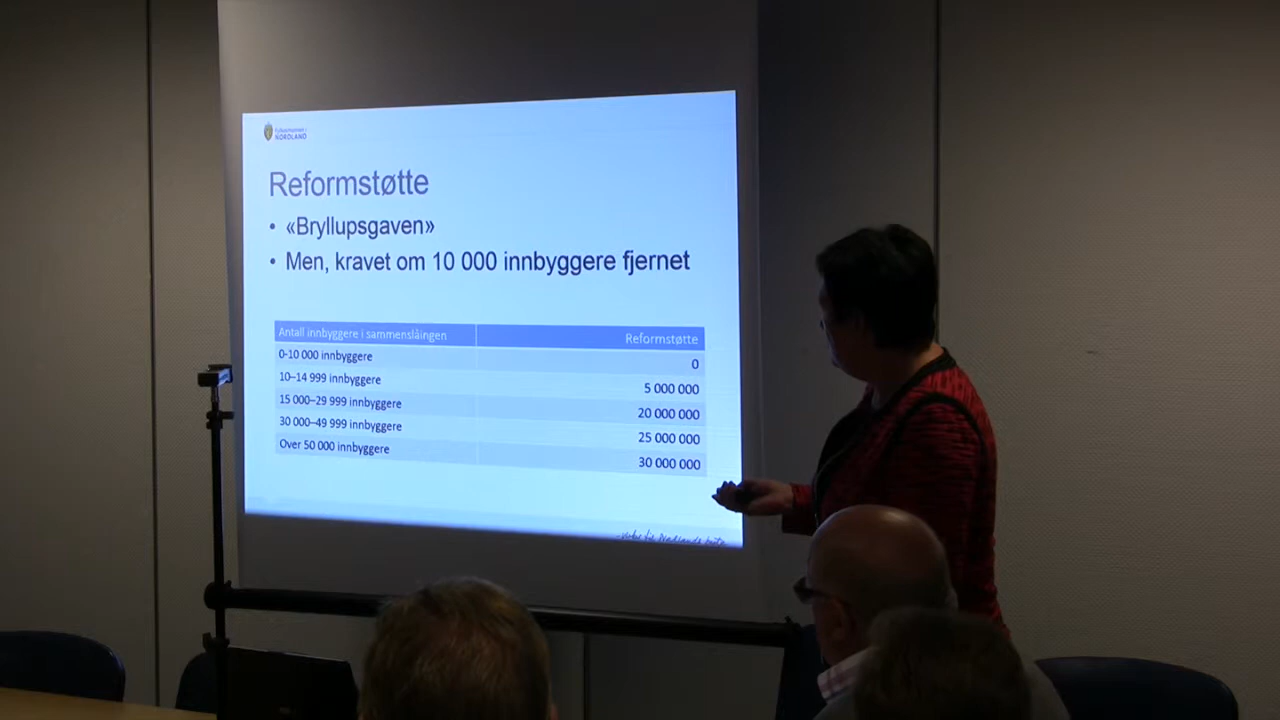 Fylkesmannen i
NORDLAND
Reformstøtte
• «Bryllupsgaven»
• Men, kravet om 10 000 innbyggere fjernet
Antall innbyggere i sammenslåingen Reformstøtte
0-10 000 innbyggere 0
10–14 999 innbyggere 5 000 000
15 000–29 999 innbyggere 20 000 000
30 000–49 999 innbyggere 25 000 000
Over 50 000 innbyggere 30 000 000